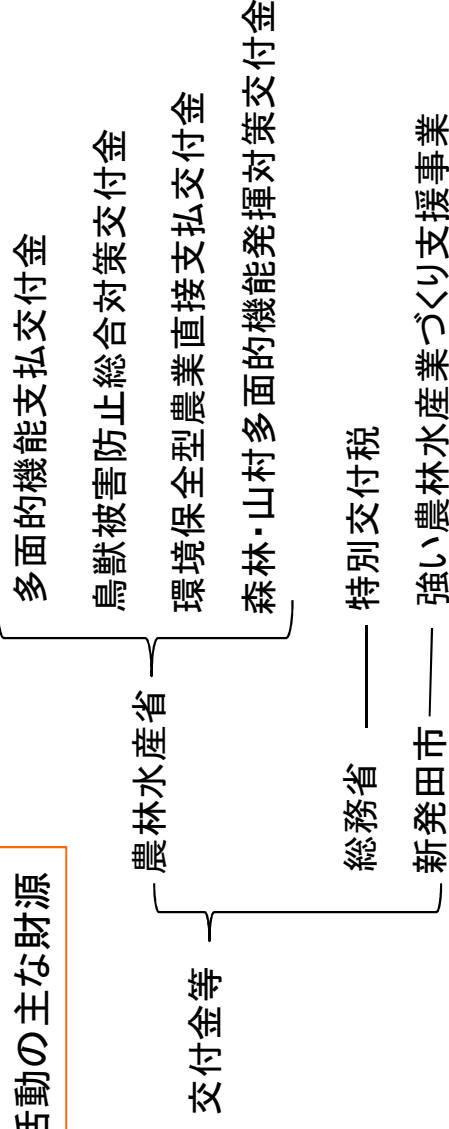 活動の主な財源
交付金等
農林水産省
多面的機能支払交付金
鳥獣被害防止総合対策交付金
環境保全型農業直接支払交付金
森林・山村多面的機能発揮対策交付金
総務省
特別交付税
新発田市
強い農林水産業づくり支援事業